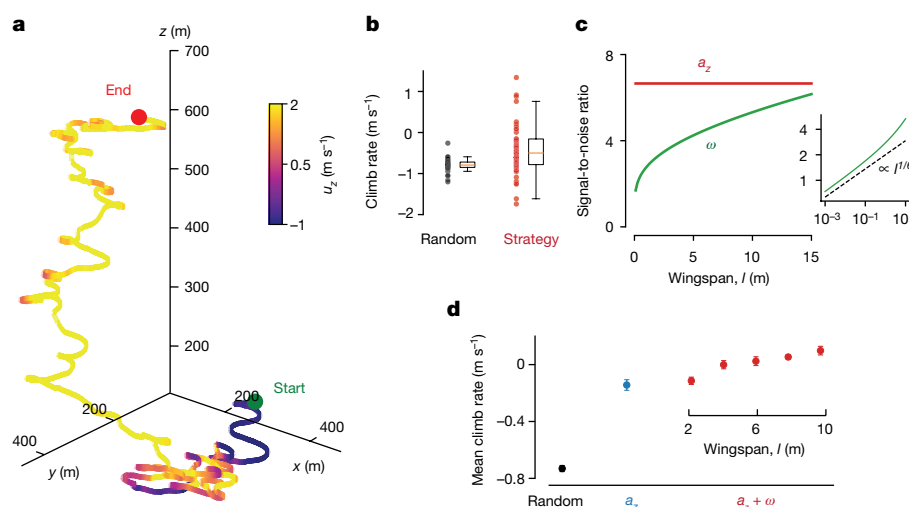 a
z (m)
700
600
500
400
300
200
End
Start
2
0.5
−1
u_z (m s⁻¹)
200
400
y (m)
200
400
x (m)
b
Climb rate (m s⁻¹)
1
0
−1
−2
Random
Strategy
c
Signal-to-noise ratio
8
4
0
a_z
ω
0
5
10
15
Wingspan, l (m)
4
2
1
10⁻³
10⁻¹
d
Mean climb rate (m s⁻¹)
0
−0.4
−0.8
2
6
10
Wingspan, l (m)
Random
a_z
a_z + ω